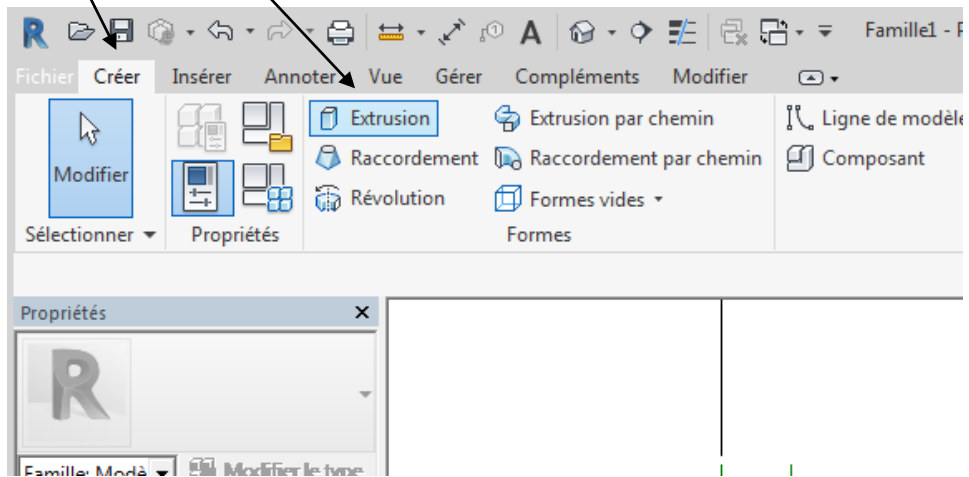 Famille1 - F
Fichier Créer Insérer Annoter Vue Gérer Compléments Modifier
Extrusion Extrusion par chemin Ligne de modèle
Modifier Raccordement Raccordement par chemin Composant
Révolution Formes vides
Sélectionner Propriétés Formes
Propriétés
Famille: Modè Modifier le type